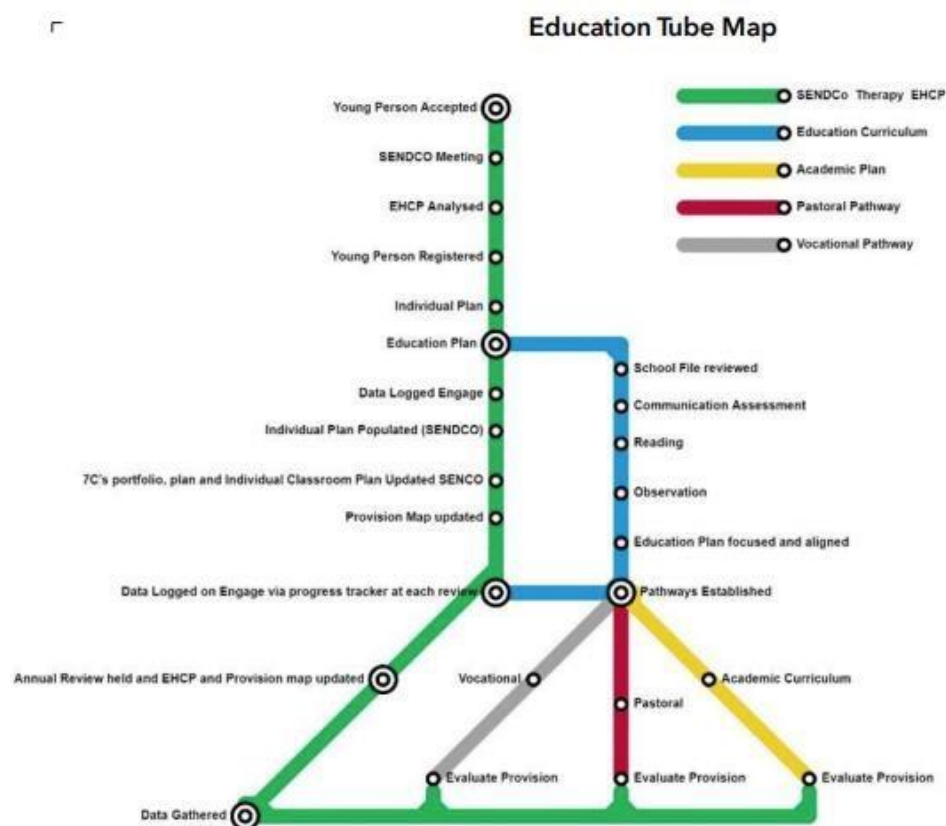 Education Tube Map
SENDCo Therapy EHCP
Education Curriculum
Academic Plan
Pastoral Pathway
Vocational Pathway
Young Person Accepted
SENDCO Meeting
EHCP Analysed
Young Person Registered
Individual Plan
Education Plan
Data Logged Engage
Individual Plan Populated (SENDCO)
7C's portfolio, plan and Individual Classroom Plan Updated SENCO
Provision Map updated
Data Logged on Engage via progress tracker at each review
Annual Review held and EHCP and Provision map updated
Data Gathered
School File reviewed
Communication Assessment
Reading
Observation
Education Plan focused and aligned
Pathways Established
Vocational
Pastoral
Academic Curriculum
Evaluate Provision
Evaluate Provision
Evaluate Provision